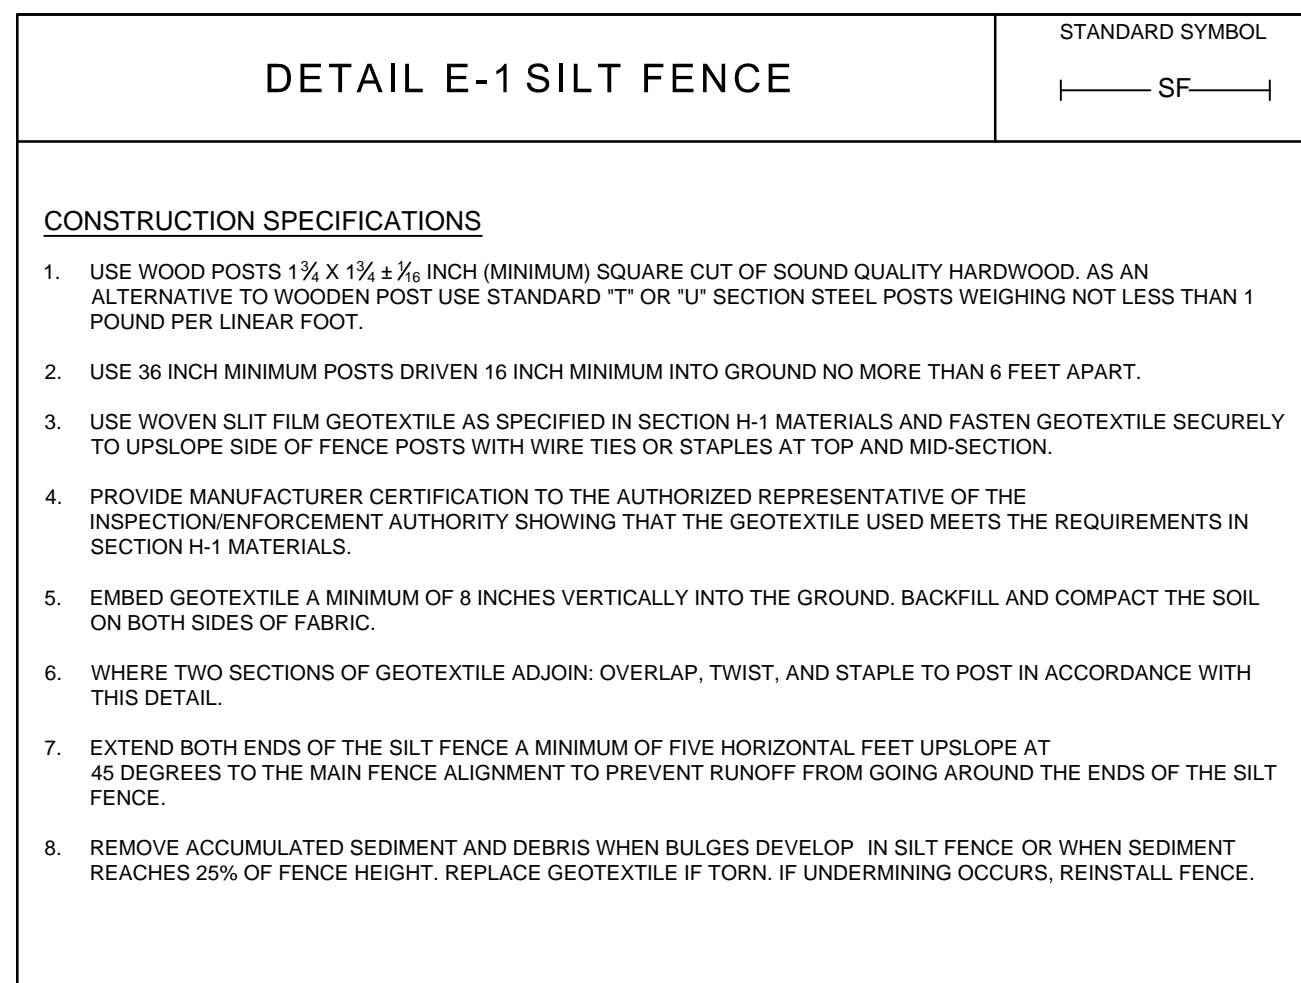 DETAIL E-1 SILT FENCE
STANDARD SYMBOL
SF
CONSTRUCTION SPECIFICATIONS
1. USE WOOD POSTS 1¾ X 1¾ ± 1⁄16 INCH (MINIMUM) SQUARE CUT OF SOUND QUALITY HARDWOOD. AS AN
ALTERNATIVE TO WOODEN POST USE STANDARD "T" OR "U" SECTION STEEL POSTS WEIGHING NOT LESS THAN 1
POUND PER LINEAR FOOT.
2. USE 36 INCH MINIMUM POSTS DRIVEN 16 INCH MINIMUM INTO GROUND NO MORE THAN 6 FEET APART.
3. USE WOVEN SLIT FILM GEOTEXTILE AS SPECIFIED IN SECTION H-1 MATERIALS AND FASTEN GEOTEXTILE SECURELY
TO UPSLOPE SIDE OF FENCE POSTS WITH WIRE TIES OR STAPLES AT TOP AND MID-SECTION.
4. PROVIDE MANUFACTURER CERTIFICATION TO THE AUTHORIZED REPRESENTATIVE OF THE
INSPECTION/ENFORCEMENT AUTHORITY SHOWING THAT THE GEOTEXTILE USED MEETS THE REQUIREMENTS IN
SECTION H-1 MATERIALS.
5. EMBED GEOTEXTILE A MINIMUM OF 8 INCHES VERTICALLY INTO THE GROUND. BACKFILL AND COMPACT THE SOIL
ON BOTH SIDES OF FABRIC.
6. WHERE TWO SECTIONS OF GEOTEXTILE ADJOIN: OVERLAP, TWIST, AND STAPLE TO POST IN ACCORDANCE WITH
THIS DETAIL.
7. EXTEND BOTH ENDS OF THE SILT FENCE A MINIMUM OF FIVE HORIZONTAL FEET UPSLOPE AT
45 DEGREES TO THE MAIN FENCE ALIGNMENT TO PREVENT RUNOFF FROM GOING AROUND THE ENDS OF THE SILT
FENCE.
8. REMOVE ACCUMULATED SEDIMENT AND DEBRIS WHEN BULGES DEVELOP IN SILT FENCE OR WHEN SEDIMENT
REACHES 25% OF FENCE HEIGHT. REPLACE GEOTEXTILE IF TORN. IF UNDERMINING OCCURS, REINSTALL FENCE.